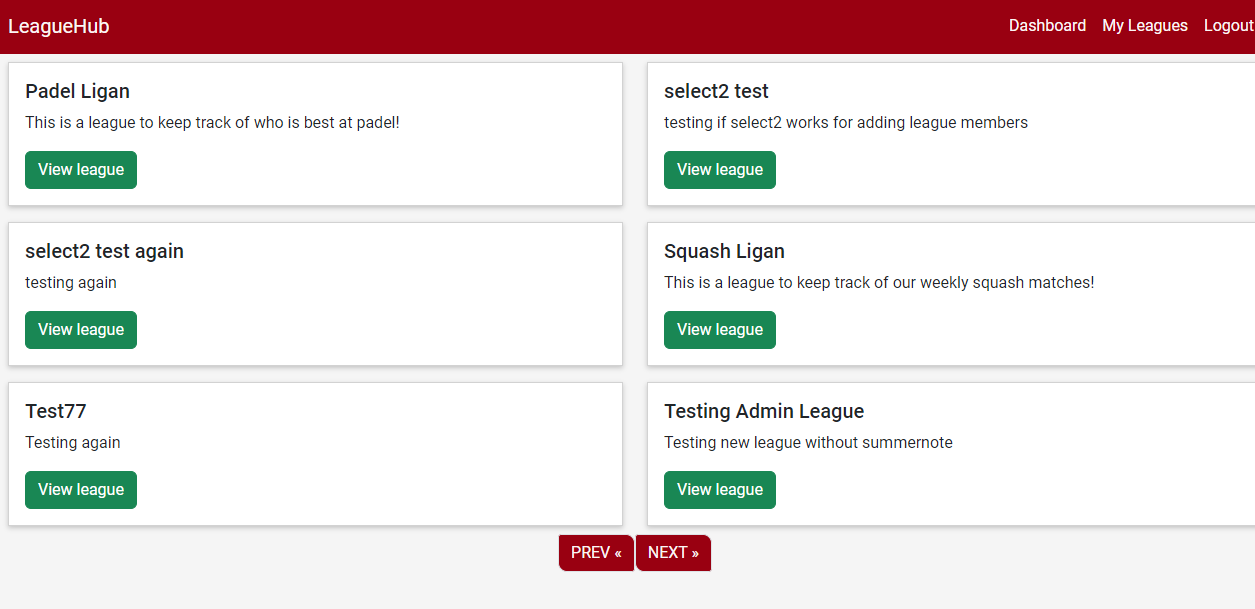 LeagueHub
Dashboard My Leagues Logout
Padel Ligan
This is a league to keep track of who is best at padel!
View league
select2 test
testing if select2 works for adding league members
View league
select2 test again
testing again
View league
Squash Ligan
This is a league to keep track of our weekly squash matches!
View league
Test77
Testing again
View league
Testing Admin League
Testing new league without summernote
View league
PREV « NEXT »